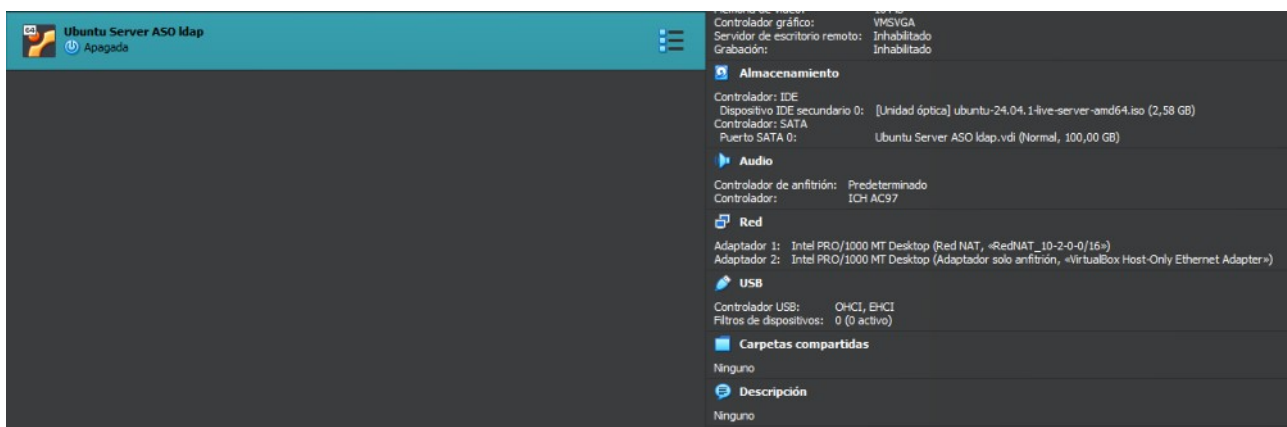 Ubuntu Server ASO ldap
Apagada
Memoria de vídeo:
Controlador gráfico: VMSVGA
Servidor de escritorio remoto: Inhabilitado
Grabación: Inhabilitado
Almacenamiento
Controlador: IDE
Dispositivo IDE secundario 0: [Unidad óptica] ubuntu-24.04.1-live-server-amd64.iso (2,58 GB)
Controlador: SATA
Puerto SATA 0: Ubuntu Server ASO ldap.vdi (Normal, 100,00 GB)
Audio
Controlador de anfitrión: Predeterminado
Controlador: ICH AC97
Red
Adaptador 1: Intel PRO/1000 MT Desktop (Red NAT, «RedNAT_10-2-0-0/16»)
Adaptador 2: Intel PRO/1000 MT Desktop (Adaptador solo anfitrión, «VirtualBox Host-Only Ethernet Adapter»)
USB
Controlador USB: OHCI, EHCI
Filtros de dispositivos: 0 (0 activo)
Carpetas compartidas
Ninguno
Descripción
Ninguno